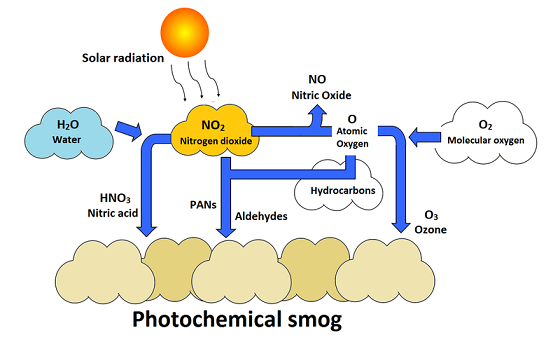 Solar radiation
NO
Nitric Oxide
H₂O
Water
NO₂
Nitrogen dioxide
O
Atomic
Oxygen
O₂
Molecular oxygen
HNO₃
Nitric acid
PANs
Aldehydes
Hydrocarbons
O₃
Ozone
Photochemical smog